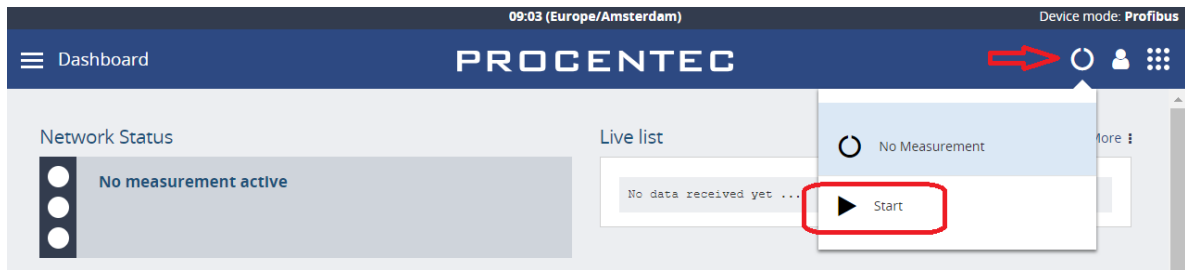 09:03 (Europe/Amsterdam) Device mode: Profibus
Dashboard PROCENTEC
Network Status Live list More
No Measurement
No measurement active
No data received yet ...
Start